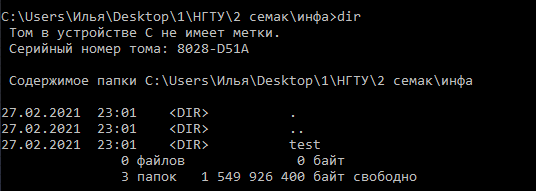 C:\Users\Илья\Desktop\1\НГТУ\2 семак\инфа>dir
Том в устройстве C не имеет метки.
Серийный номер тома: 8028-D51A
Содержимое папки C:\Users\Илья\Desktop\1\НГТУ\2 семак\инфа
27.02.2021  23:01    <DIR>          .
27.02.2021  23:01    <DIR>          ..
27.02.2021  23:01    <DIR>          test
0 файлов              0 байт
3 папок   1 549 926 400 байт свободно